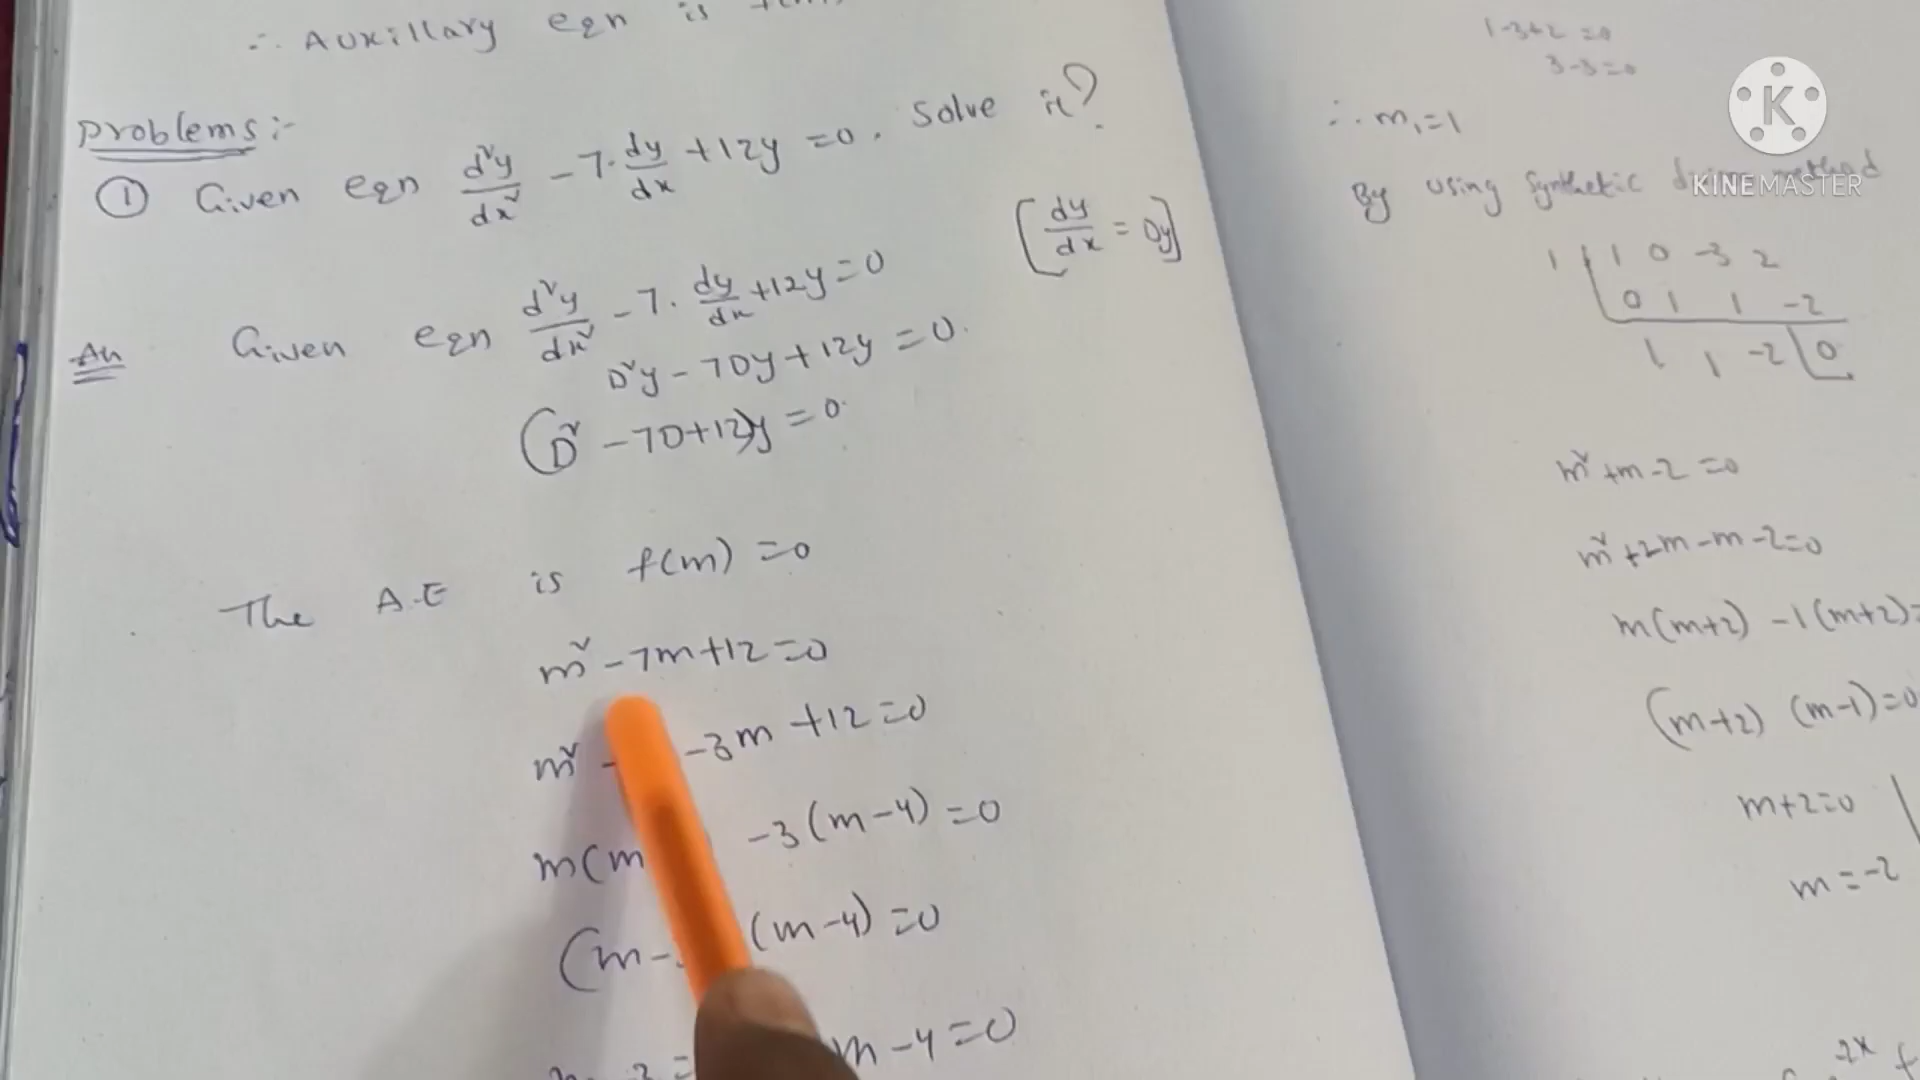 ∴ Auxillary eqn is
Problems:-
① Given eqn d²y/dx² - 7. dy/dx + 12y = 0. Solve it?
[dy/dx = Dy]
An Given eqn d²y/dx² - 7. dy/dx + 12y = 0
D²y - 7Dy + 12y = 0.
(D² - 7D + 12)y = 0.
The A.E is f(m) = 0
m² - 7m + 12 = 0
m² - -3m + 12 = 0
m(m -3(m-4) = 0
(m- (m-4) = 0
m-4 = 0
1-3+2 = 0
3-3 = 0
∴ m₁ = 1
K
KINEMASTER
By using synthetic method
1 | 1 0 -3 2
0 1 1 -2
1 1 -2 | 0
m² + m - 2 = 0
m² + 2m - m - 2 = 0
m(m+2) - 1(m+2) =
(m+2) (m-1) = 0
m+2 = 0
m = -2